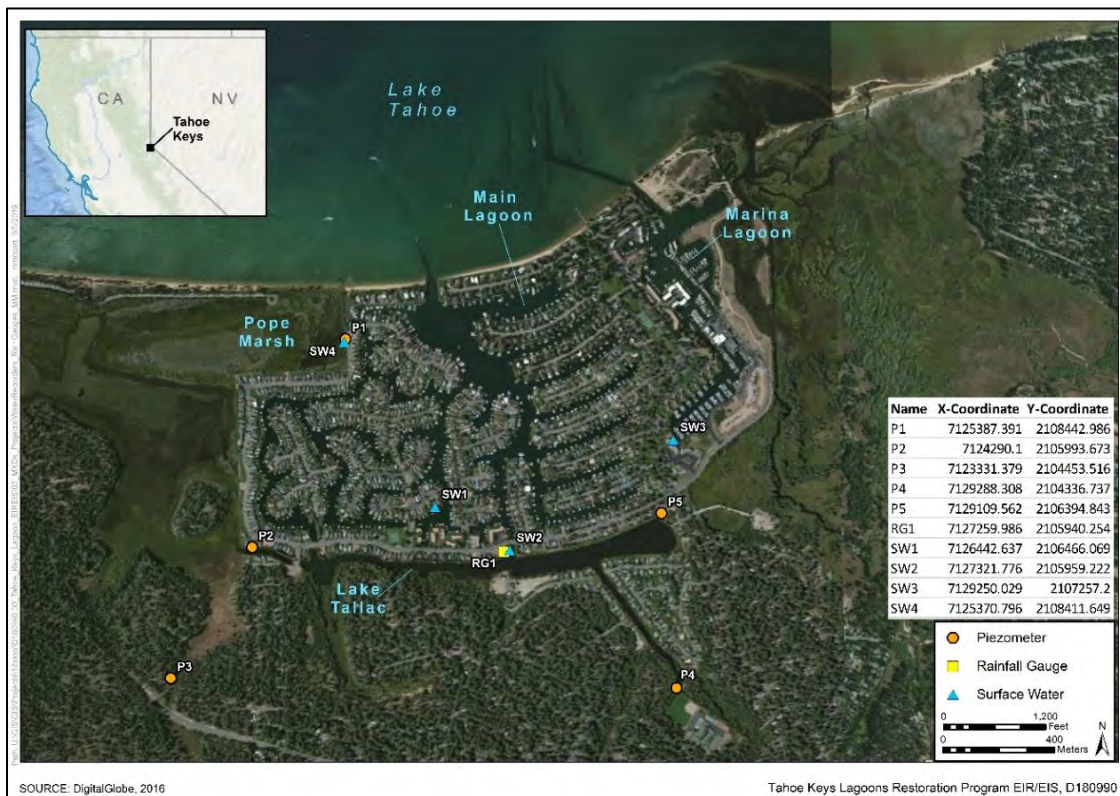 CA
NV
Tahoe
Keys
Lake
Tahoe
Main
Lagoon
Marina
Lagoon
Pope
Marsh
P1
SW4
SW3
SW1
P5
P2
SW2
RG1
Lake
Tallac
P3
P4
Name X-Coordinate Y-Coordinate
P1 7125387.391 2108442.986
P2 7124290.1 2105993.673
P3 7123331.379 2104453.516
P4 7129288.308 2104336.737
P5 7129109.562 2106394.843
RG1 7127259.986 2105940.254
SW1 7126442.637 2106466.069
SW2 7127321.776 2105959.222
SW3 7129250.029 2107257.2
SW4 7125370.796 2108411.649
Piezometer
Rainfall Gauge
Surface Water
0 1,200
Feet
0 400
Meters
N
SOURCE: DigitalGlobe, 2016
Tahoe Keys Lagoons Restoration Program EIR/EIS, D180990